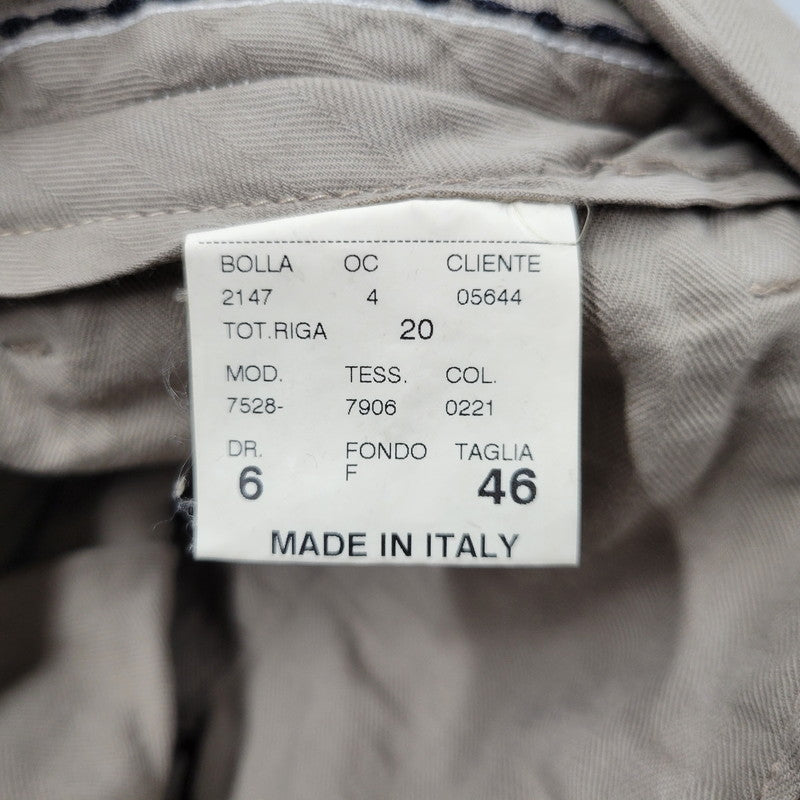 BOLLA OC CLIENTE
2147 4 05644
TOT.RIGA 20
MOD. TESS. COL.
7528- 7906 0221
DR. FONDO TAGLIA
6 F 46
MADE IN ITALY